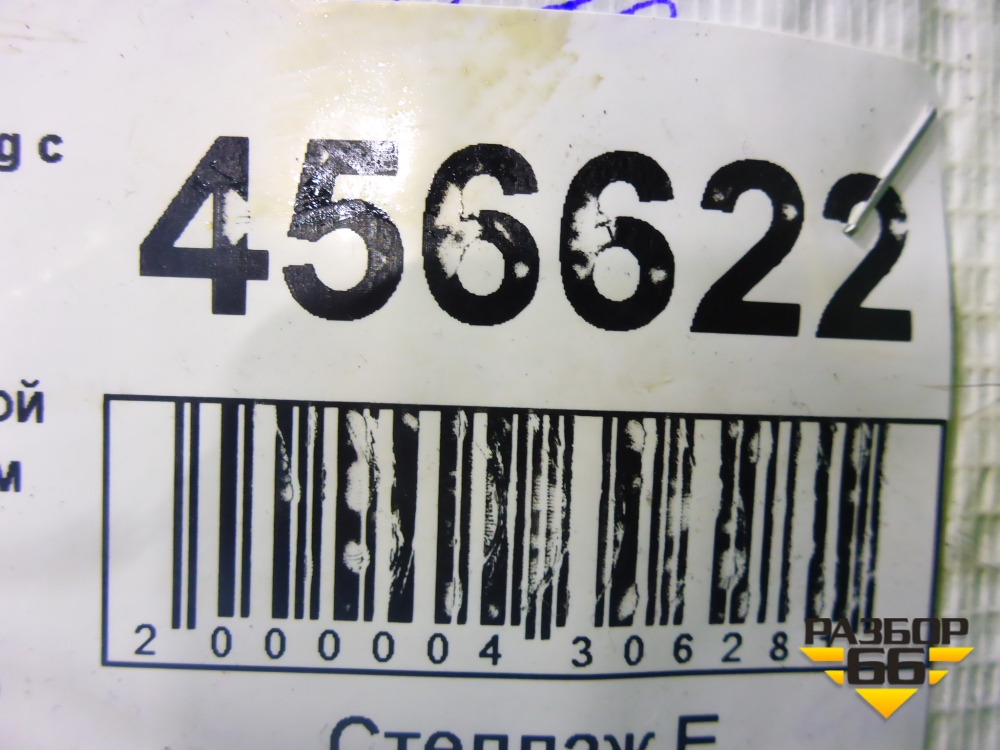 g c
456622
ой
м
2 000004 30628
РАЗБОР
66
Стеллаж Е